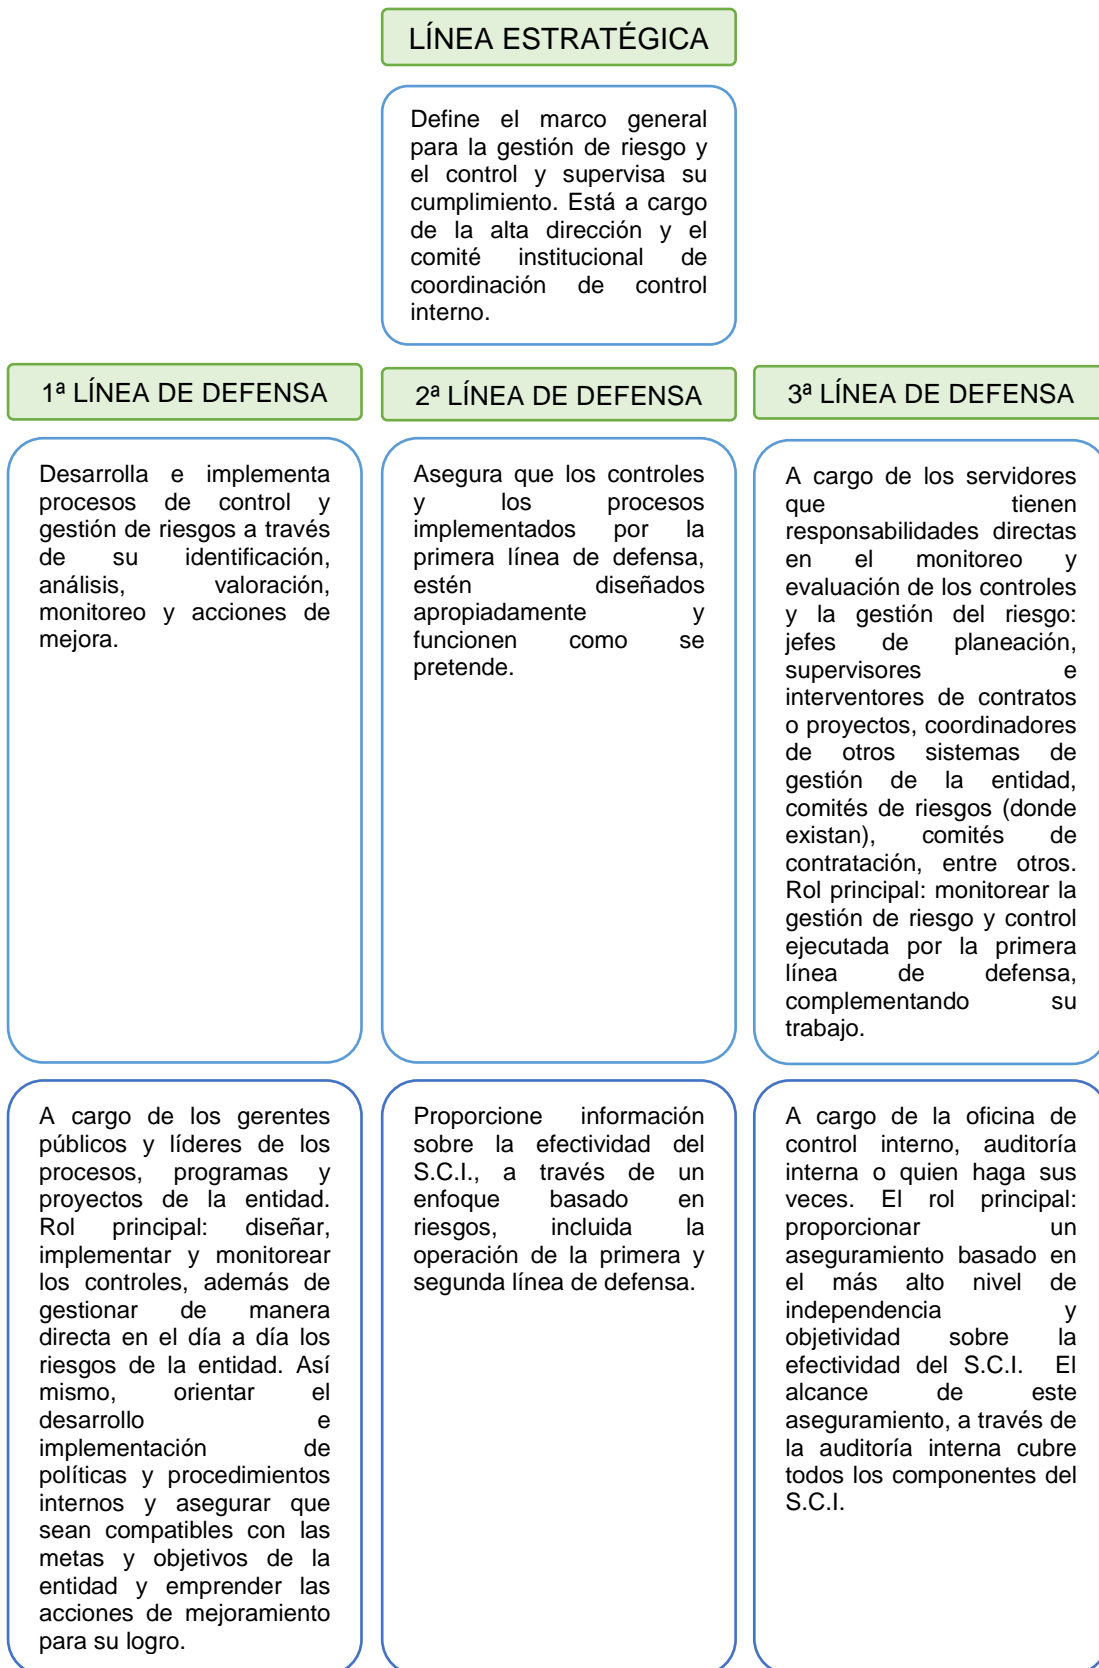 LÍNEA ESTRATÉGICA
Define el marco general
para la gestión de riesgo y
el control y supervisa su
cumplimiento. Está a cargo
de la alta dirección y el
comité institucional de
coordinación de control
interno.
1ª LÍNEA DE DEFENSA
2ª LÍNEA DE DEFENSA
3ª LÍNEA DE DEFENSA
Desarrolla e implementa
procesos de control y
gestión de riesgos a través
de su identificación,
análisis, valoración,
monitoreo y acciones de
mejora.
Asegura que los controles
y los procesos
implementados por la
primera línea de defensa,
estén diseñados
apropiadamente y
funcionen como se
pretende.
A cargo de los servidores
que tienen
responsabilidades directas
en el monitoreo y
evaluación de los controles
y la gestión del riesgo:
jefes de planeación,
supervisores e
interventores de contratos
o proyectos, coordinadores
de otros sistemas de
gestión de la entidad,
comités de riesgos (donde
existan), comités de
contratación, entre otros.
Rol principal: monitorear la
gestión de riesgo y control
ejecutada por la primera
línea de defensa,
complementando su
trabajo.
A cargo de los gerentes
públicos y líderes de los
procesos, programas y
proyectos de la entidad.
Rol principal: diseñar,
implementar y monitorear
los controles, además de
gestionar de manera
directa en el día a día los
riesgos de la entidad. Así
mismo, orientar el
desarrollo e
implementación de
políticas y procedimientos
internos y asegurar que
sean compatibles con las
metas y objetivos de la
entidad y emprender las
acciones de mejoramiento
para su logro.
Proporcione información
sobre la efectividad del
S.C.I., a través de un
enfoque basado en
riesgos, incluida la
operación de la primera y
segunda línea de defensa.
A cargo de la oficina de
control interno, auditoría
interna o quien haga sus
veces. El rol principal:
proporcionar un
aseguramiento basado en
el más alto nivel de
independencia y
objetividad sobre la
efectividad del S.C.I. El
alcance de este
aseguramiento, a través de
la auditoría interna cubre
todos los componentes del
S.C.I.